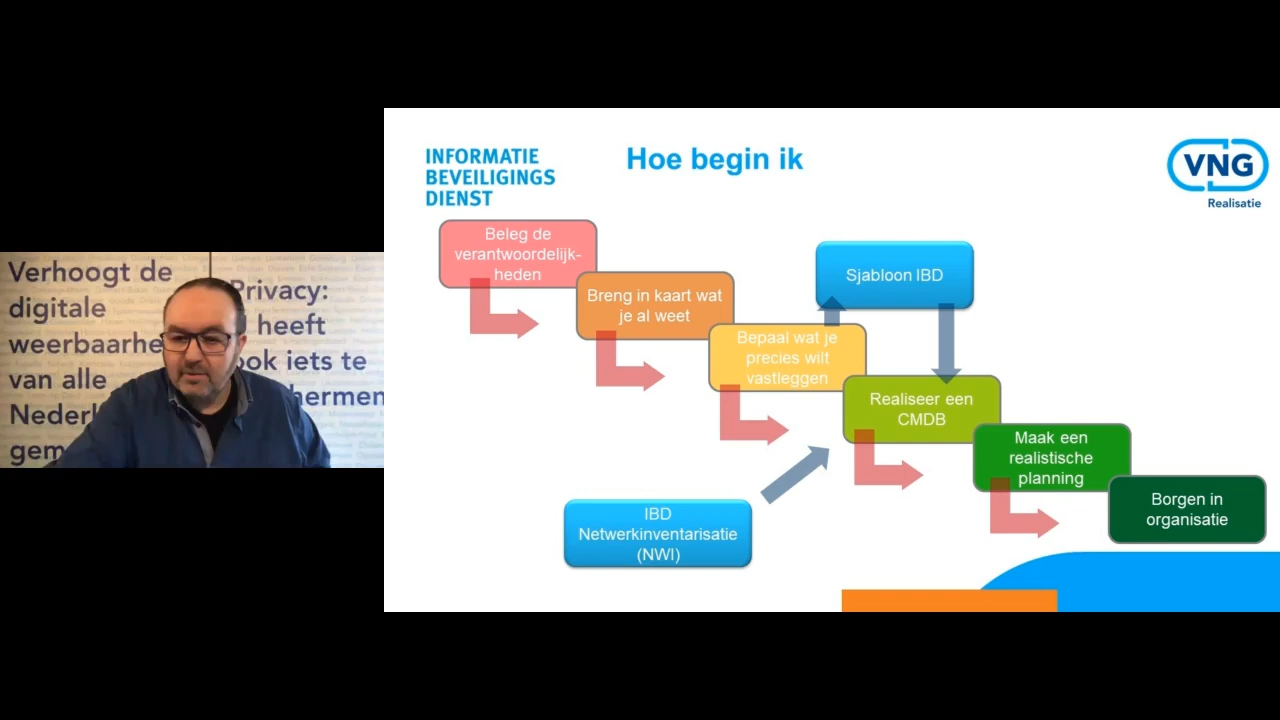 INFORMATIE
BEVEILIGINGS
DIENST
Hoe begin ik
VNG
Realisatie
Beleg de
verantwoordelijk-
heden
Breng in kaart wat
je al weet
Bepaal wat je
precies wilt
vastleggen
Sjabloon IBD
Realiseer een
CMDB
Maak een
realistische
planning
Borgen in
organisatie
IBD
Netwerkinventarisatie
(NWI)
Verhoogt de
digitale
weerbaarhe
van alle
Nederl
gem
Privacy:
heeft
ook iets te
hermen